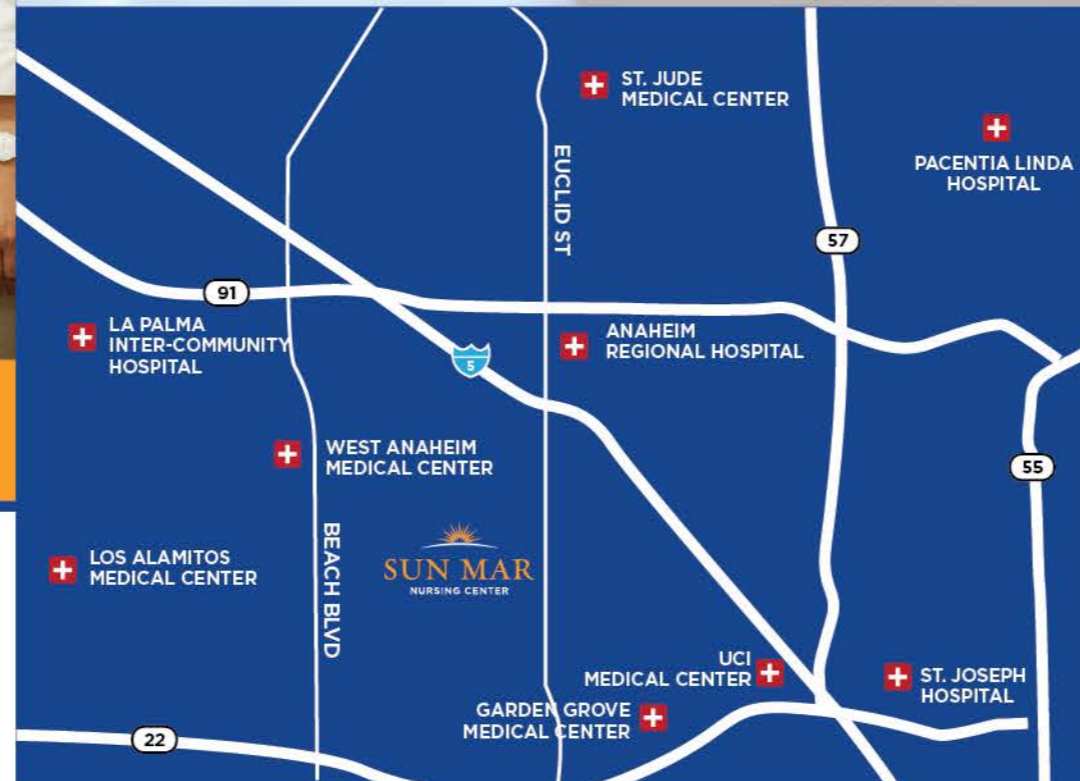 ST. JUDE
MEDICAL CENTER
PACENTIA LINDA
HOSPITAL
EUCLID ST
57
91
LA PALMA
INTER-COMMUNITY
HOSPITAL
5
ANAHEIM
REGIONAL HOSPITAL
WEST ANAHEIM
MEDICAL CENTER
55
BEACH BLVD
LOS ALAMITOS
MEDICAL CENTER
SUN MAR
NURSING CENTER
UCI
MEDICAL CENTER
ST. JOSEPH
HOSPITAL
GARDEN GROVE
MEDICAL CENTER
22